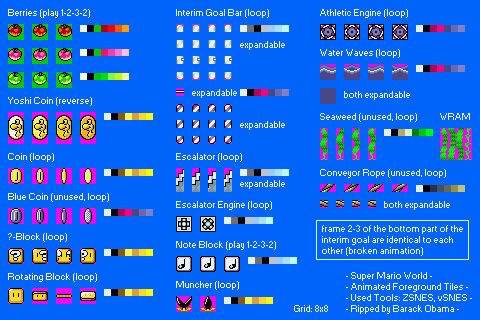 Berries (play 1-2-3-2)
Yoshi Coin (reverse)
Coin (loop)
Blue Coin (unused, loop)
?-Block (loop)
Rotating Block (loop)
Interim Goal Bar (loop)
expandable
expandable
expandable
Escalator (loop)
expandable
Escalator Engine (loop)
Note Block (play 1-2-3-2)
Muncher (loop)
Grid: 8x8
Athletic Engine (loop)
Water Waves (loop)
both expandable
Seaweed (unused, loop)
VRAM
Conveyor Rope (unused, loop)
both expandable
frame 2-3 of the bottom part of the
interim goal are identical to each
other (broken animation)
- Super Mario World -
- Animated Foreground Tiles -
- Used Tools: ZSNES, vSNES -
- Ripped by Barack Obama -